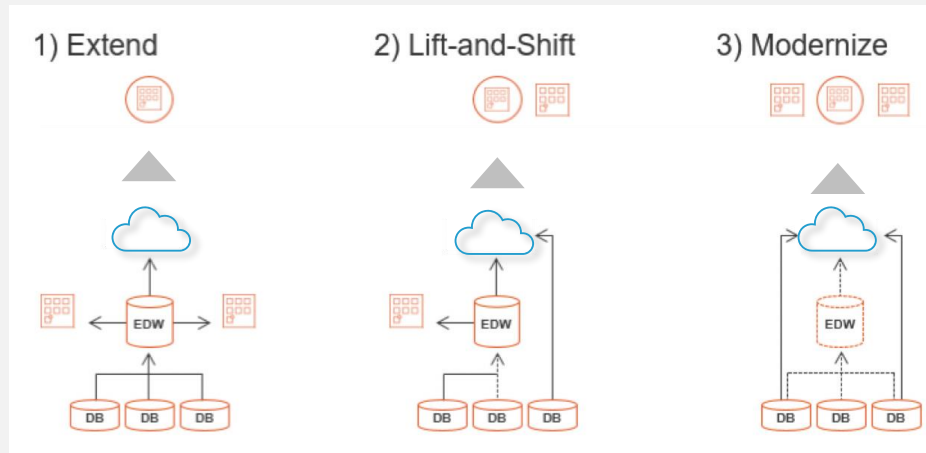 1) Extend
2) Lift-and-Shift
3) Modernize
EDW
EDW
EDW
DB DB DB
DB DB DB
DB DB DB